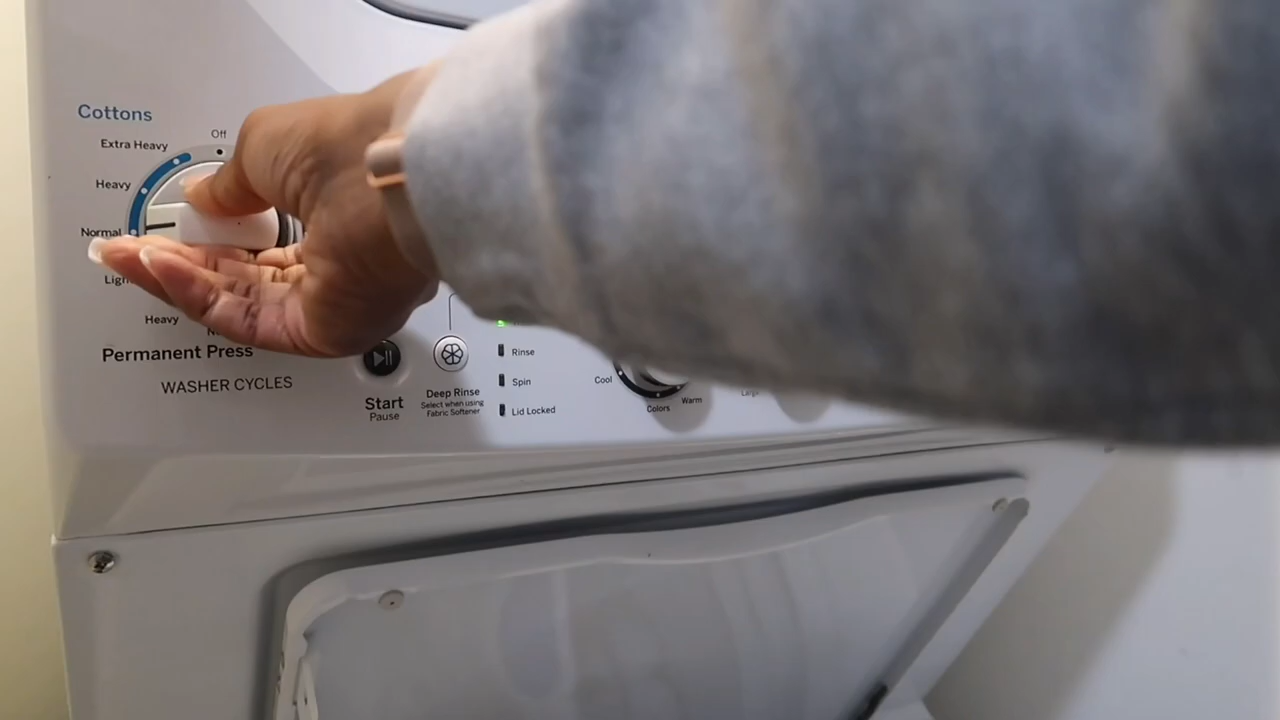 Cottons
Off
Extra Heavy
Heavy
Normal
Heavy
Permanent Press
WASHER CYCLES
Start
Pause
Deep Rinse
Select when using
Fabric Softener
Rinse
Spin
Lid Locked
Cool
Colors
Warm